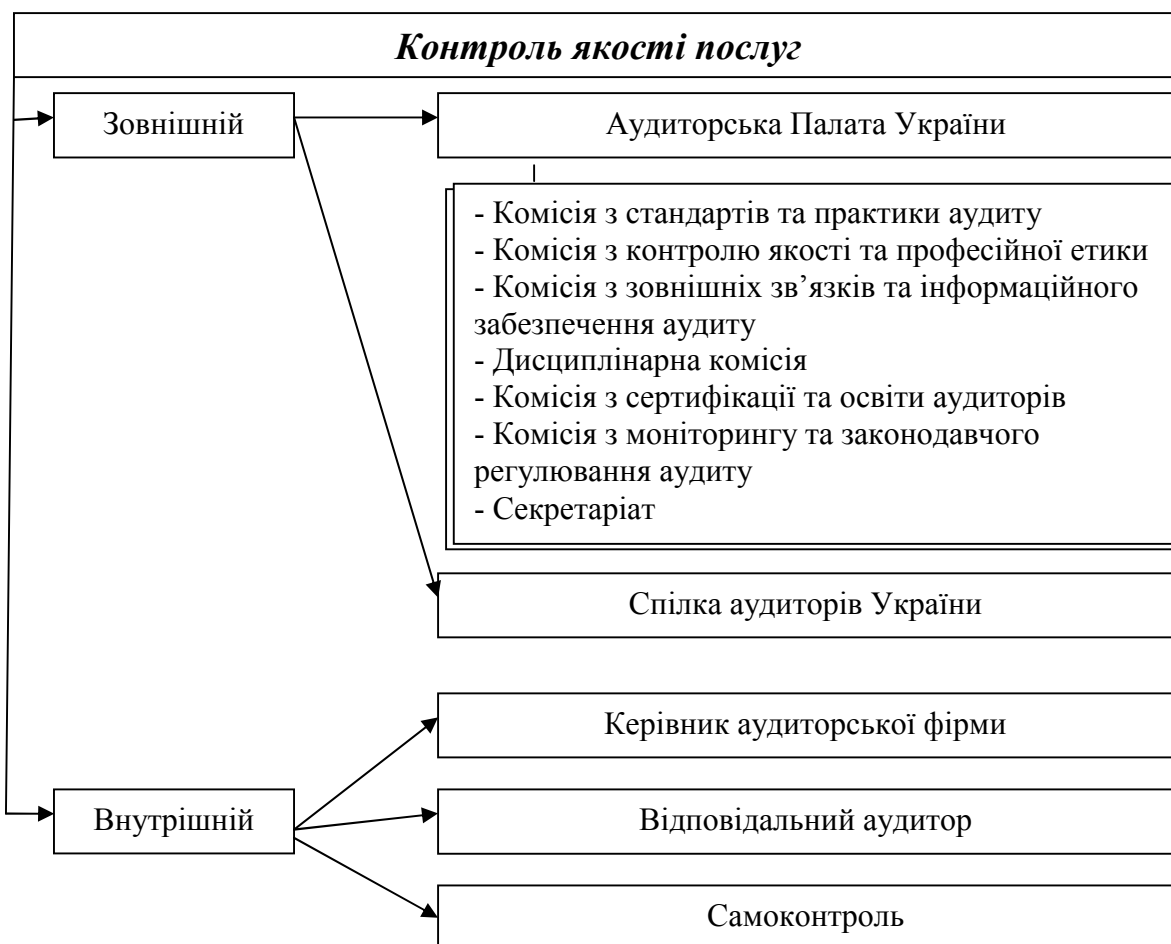 Контроль якості послуг
Зовнішній
Аудиторська Палата України
- Комісія з стандартів та практики аудиту
- Комісія з контролю якості та професійної етики
- Комісія з зовнішніх зв’язків та інформаційного
забезпечення аудиту
- Дисциплінарна комісія
- Комісія з сертифікації та освіти аудиторів
- Комісія з моніторингу та законодавчого
регулювання аудиту
- Секретаріат
Спілка аудиторів України
Керівник аудиторської фірми
Внутрішній
Відповідальний аудитор
Самоконтроль